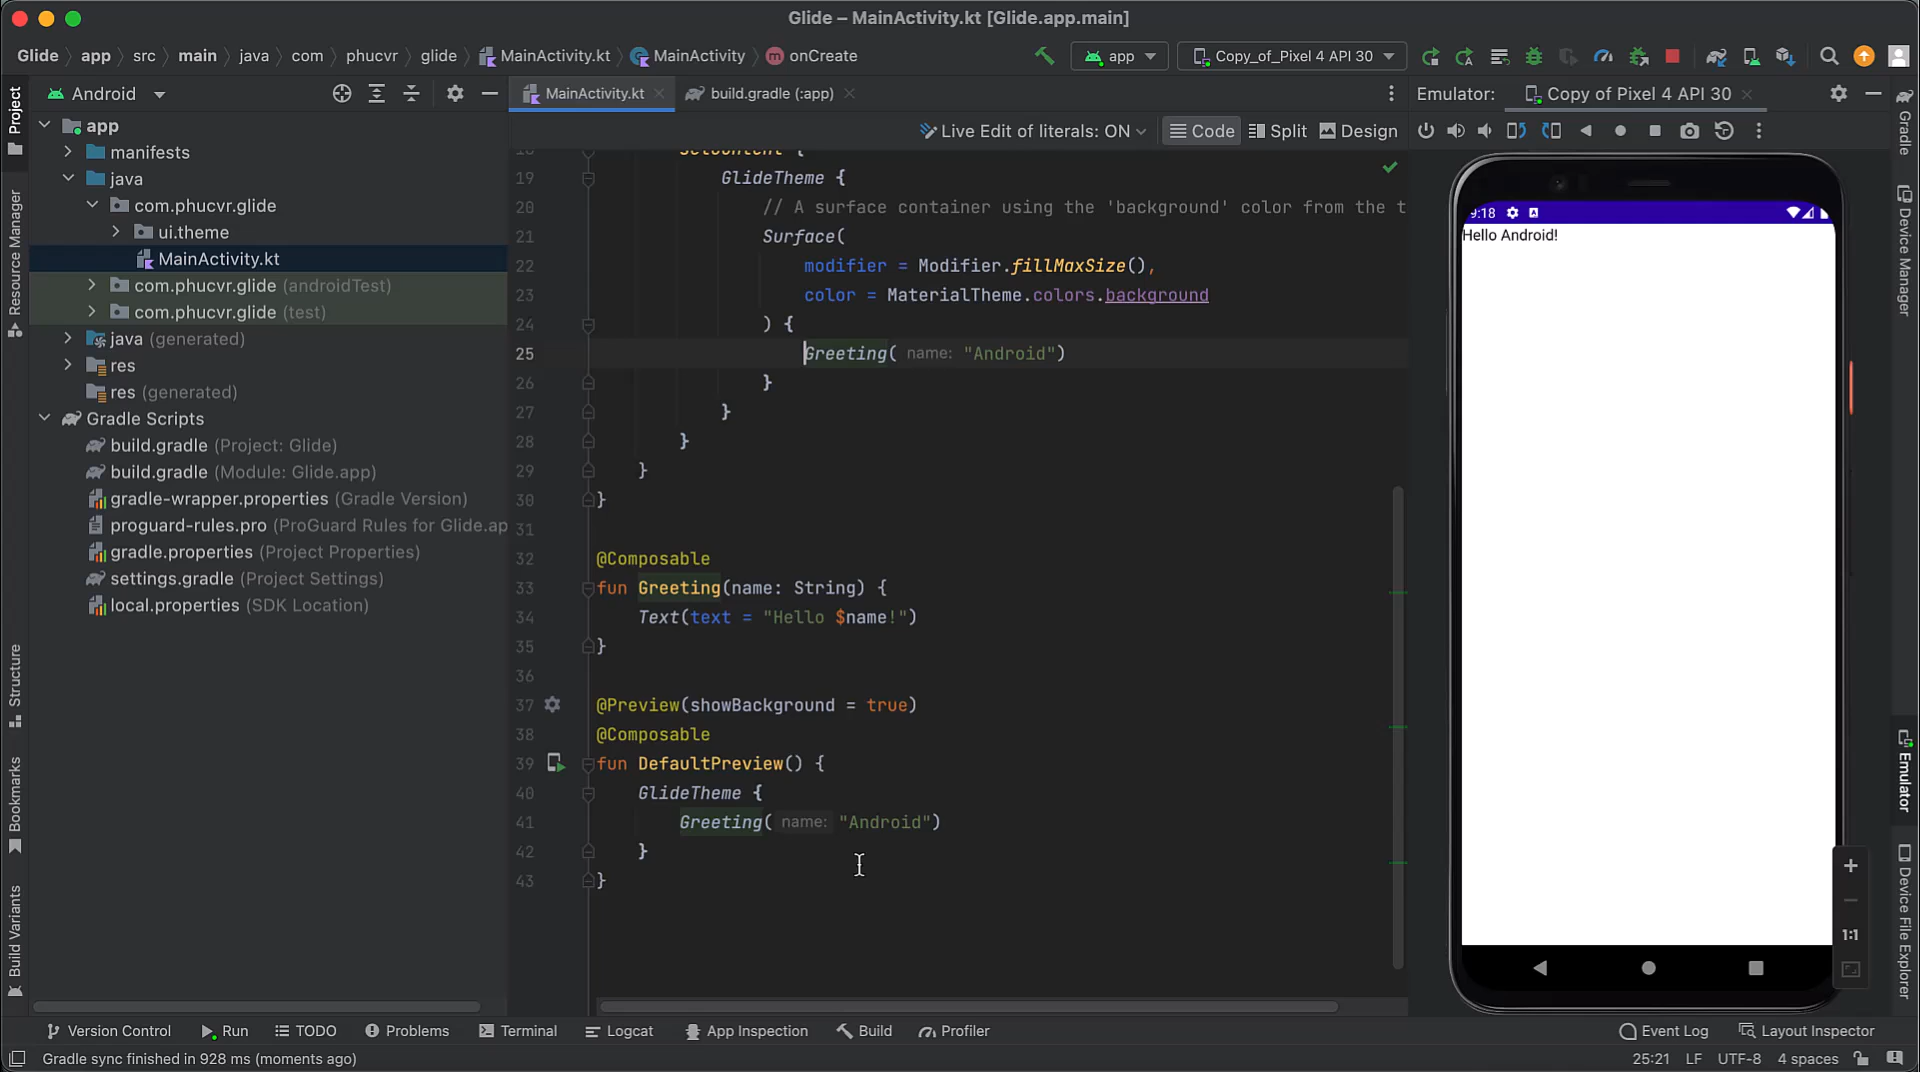 Glide – MainActivity.kt [Glide.app.main]
Glide app src main java com phucvr glide MainActivity.kt MainActivity onCreate
app
Copy_of_Pixel 4 API 30
Project
Resource Manager
Structure
Bookmarks
Build Variants
Android
app
manifests
java
com.phucvr.glide
ui.theme
MainActivity.kt
com.phucvr.glide (androidTest)
com.phucvr.glide (test)
java (generated)
res
res (generated)
Gradle Scripts
build.gradle (Project: Glide)
build.gradle (Module: Glide.app)
gradle-wrapper.properties (Gradle Version)
proguard-rules.pro (ProGuard Rules for Glide.ap
gradle.properties (Project Properties)
settings.gradle (Project Settings)
local.properties (SDK Location)
MainActivity.kt
build.gradle (:app)
Live Edit of literals: ON
Code
Split
Design
18 setContent {
19 GlideTheme {
20 // A surface container using the 'background' color from the t
21 Surface(
22 modifier = Modifier.fillMaxSize(),
23 color = MaterialTheme.colors.background
24 ) {
25 Greeting( name: "Android")
26 }
27 }
28 }
29 }
30 }
31
32 @Composable
33 fun Greeting(name: String) {
34 Text(text = "Hello $name!")
35 }
36
37 @Preview(showBackground = true)
38 @Composable
39 fun DefaultPreview() {
40 GlideTheme {
41 Greeting( name: "Android")
42 }
43 }
Emulator:
Copy of Pixel 4 API 30
9:18
Hello Android!
1:1
Gradle
Device Manager
Emulator
Device File Explorer
Version Control
Run
TODO
Problems
Terminal
Logcat
App Inspection
Build
Profiler
Event Log
Layout Inspector
Gradle sync finished in 928 ms (moments ago)
25:21 LF UTF-8 4 spaces